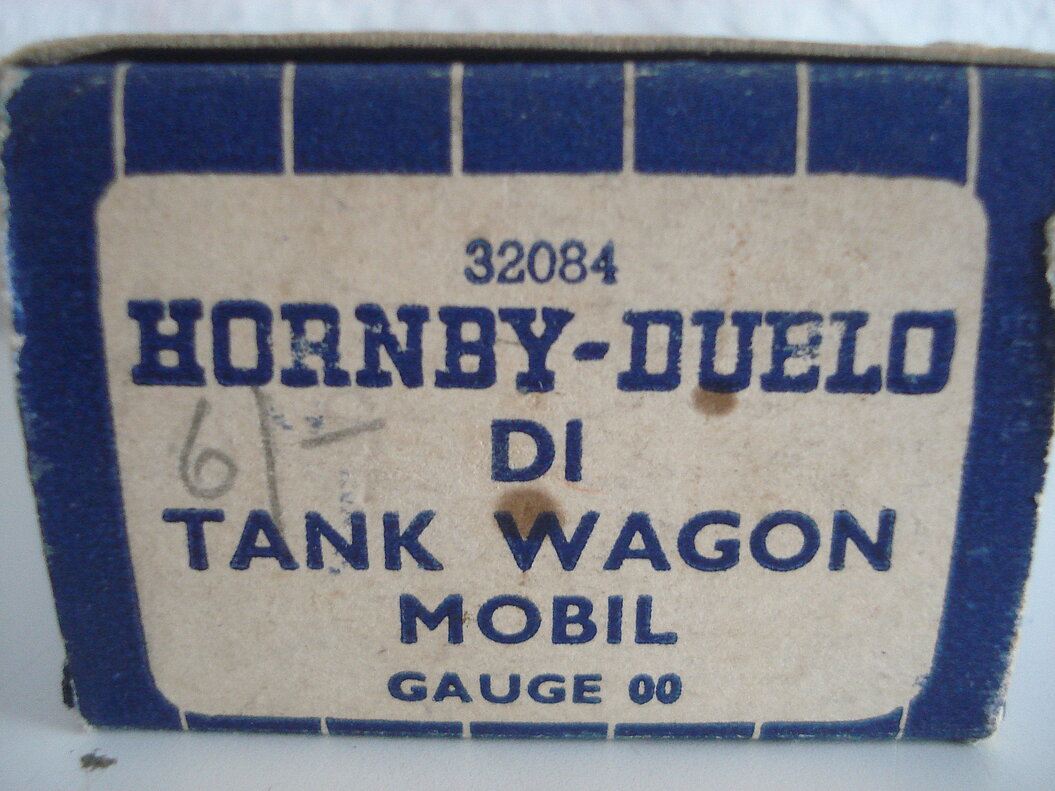 32084
HORNBY-DUBLO
D1
TANK WAGON
MOBIL
GAUGE 00
6/-